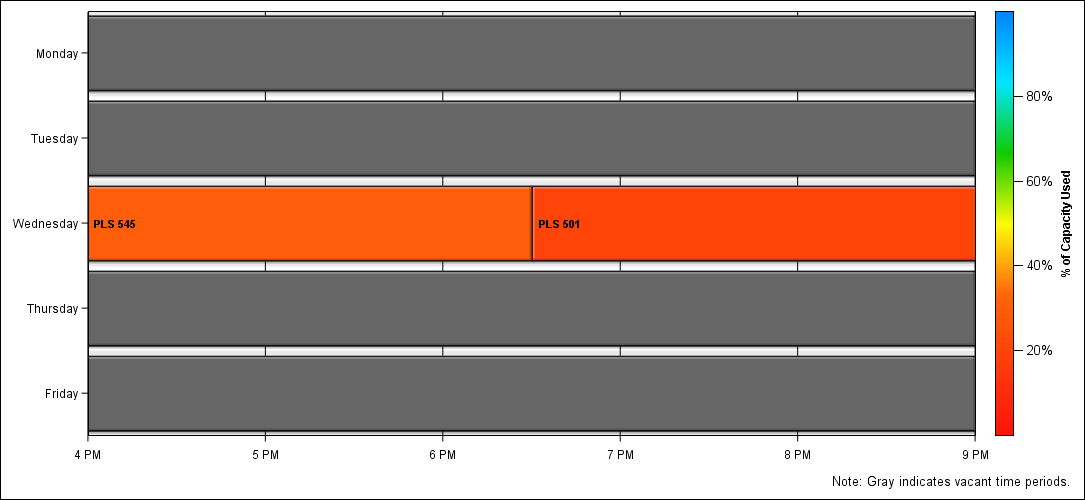 Monday
Tuesday
Wednesday
Thursday
Friday
PLS 545
PLS 501
4 PM
5 PM
6 PM
7 PM
8 PM
9 PM
80%
60%
40%
20%
% of Capacity Used
Note: Gray indicates vacant time periods.